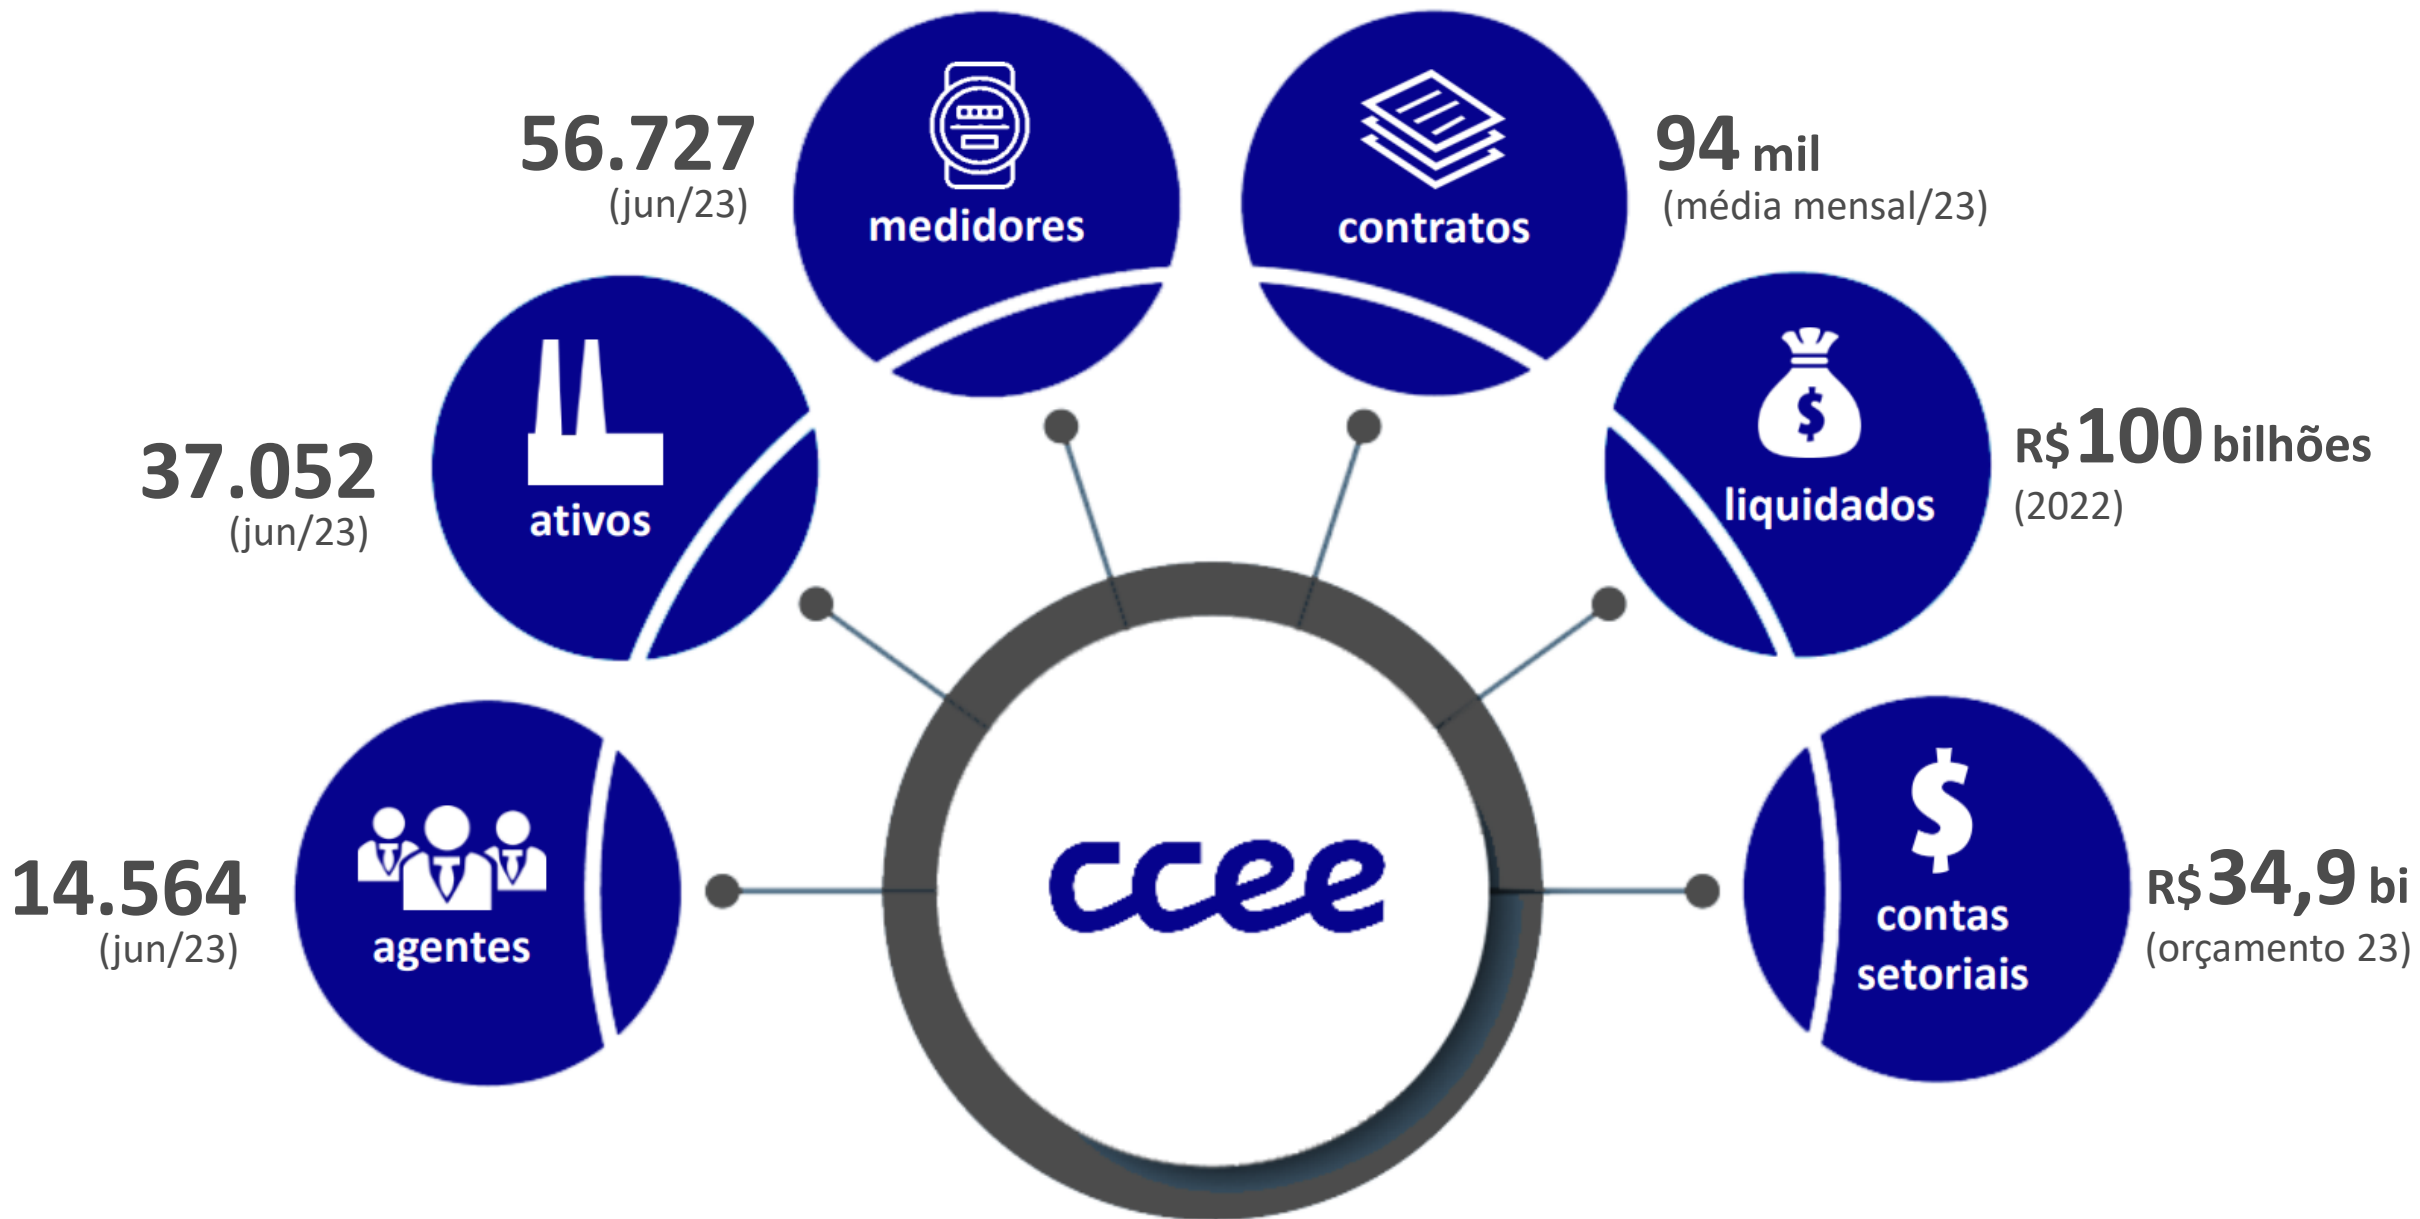 56.727
(jun/23)
medidores
contratos
94 mil
(média mensal/23)
37.052
(jun/23)
ativos
liquidados
R$ 100 bilhões
(2022)
14.564
(jun/23)
agentes
ccee
contas
setoriais
R$ 34,9 bi
(orçamento 23)